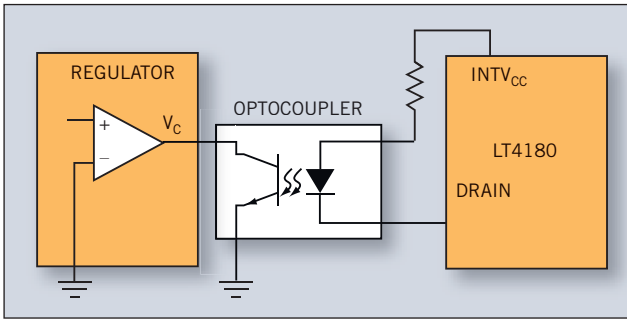 REGULATOR
+
–
VC
OPTOCOUPLER
INTVCC
LT4180
DRAIN